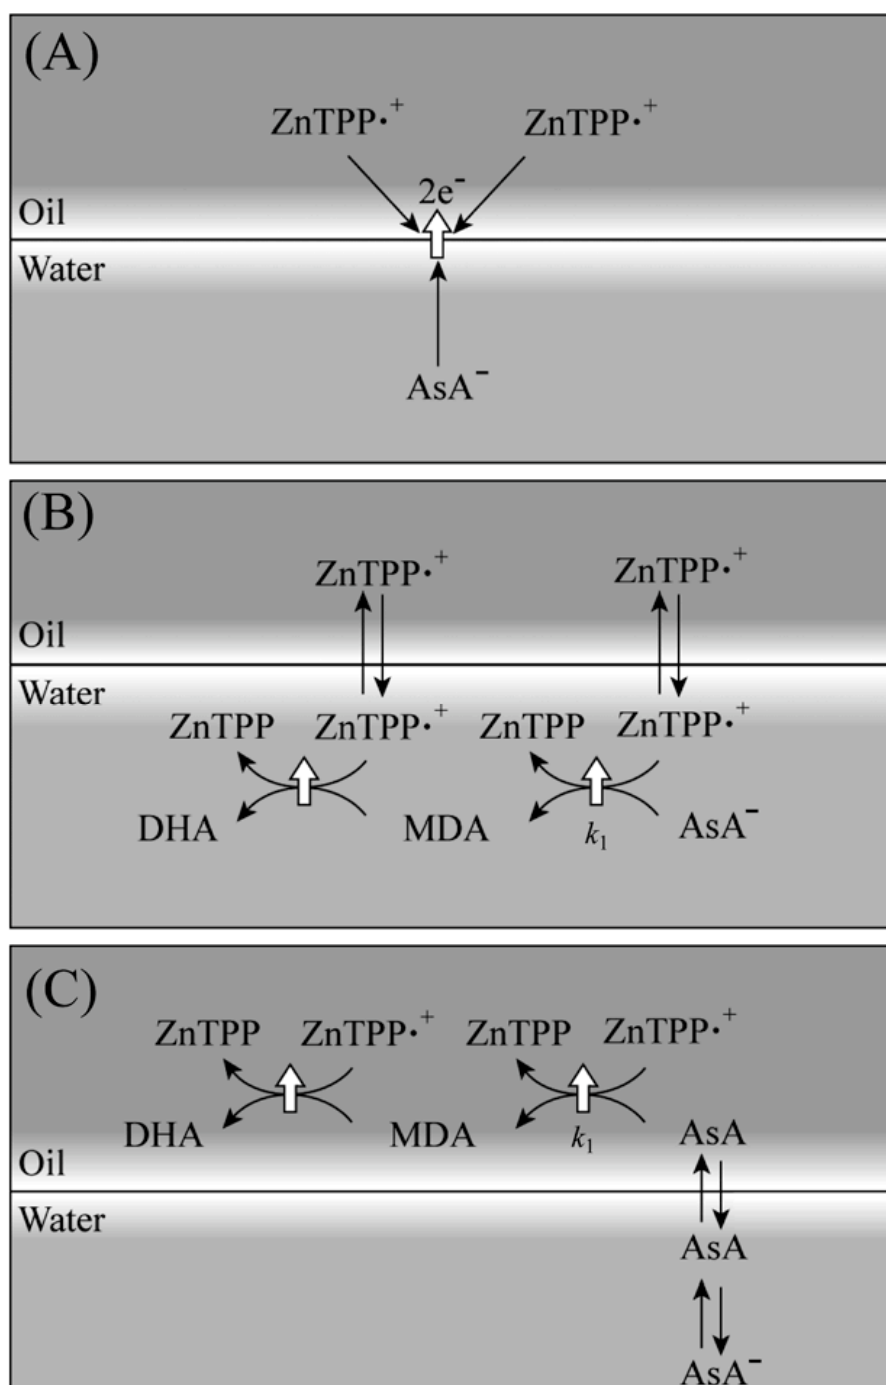 (A)
ZnTPP·⁺ ZnTPP·⁺
2e⁻
Oil
Water
AsA⁻
(B)
ZnTPP·⁺ ZnTPP·⁺
Oil
Water
ZnTPP ZnTPP·⁺ ZnTPP ZnTPP·⁺
DHA MDA k₁ AsA⁻
(C)
ZnTPP ZnTPP·⁺ ZnTPP ZnTPP·⁺
DHA MDA k₁ AsA
Oil
Water
AsA
AsA⁻